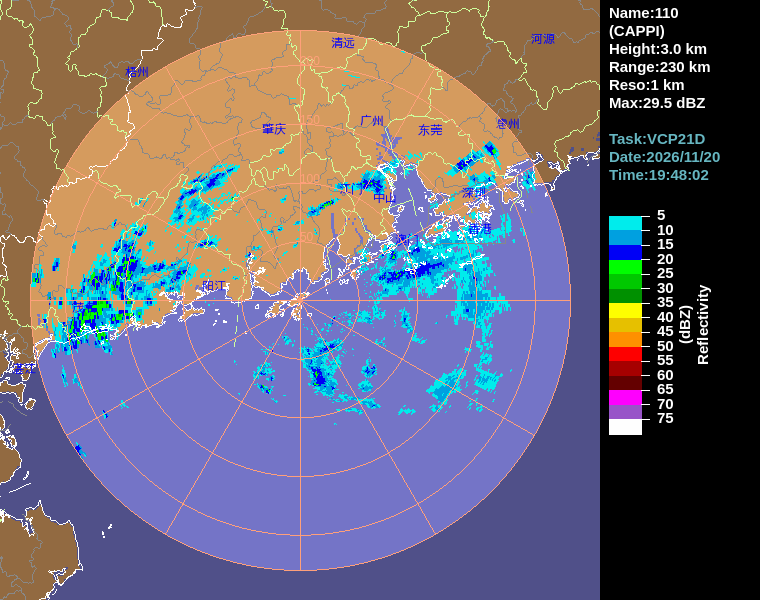 Name:110
(CAPPI)
Height:3.0 km
Range:230 km
Reso:1 km
Max:29.5 dBZ
Task:VCP21D
Date:2026/11/20
Time:19:48:02
5
10
15
20
25
30
35
40
45
50
55
60
65
70
75
Reflectivity
(dBZ)
清远
河源
梧州
肇庆
广州
东莞
惠州
江门
中山
深圳
香港
阳江
湛江